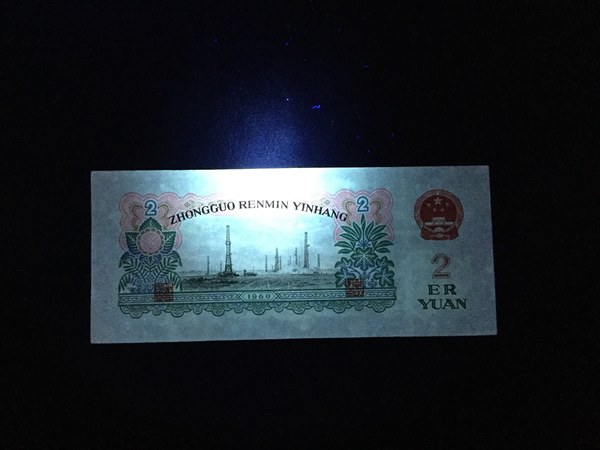 2 2
ZHONGGUO RENMIN YINHANG
1960
2
ER
YUAN